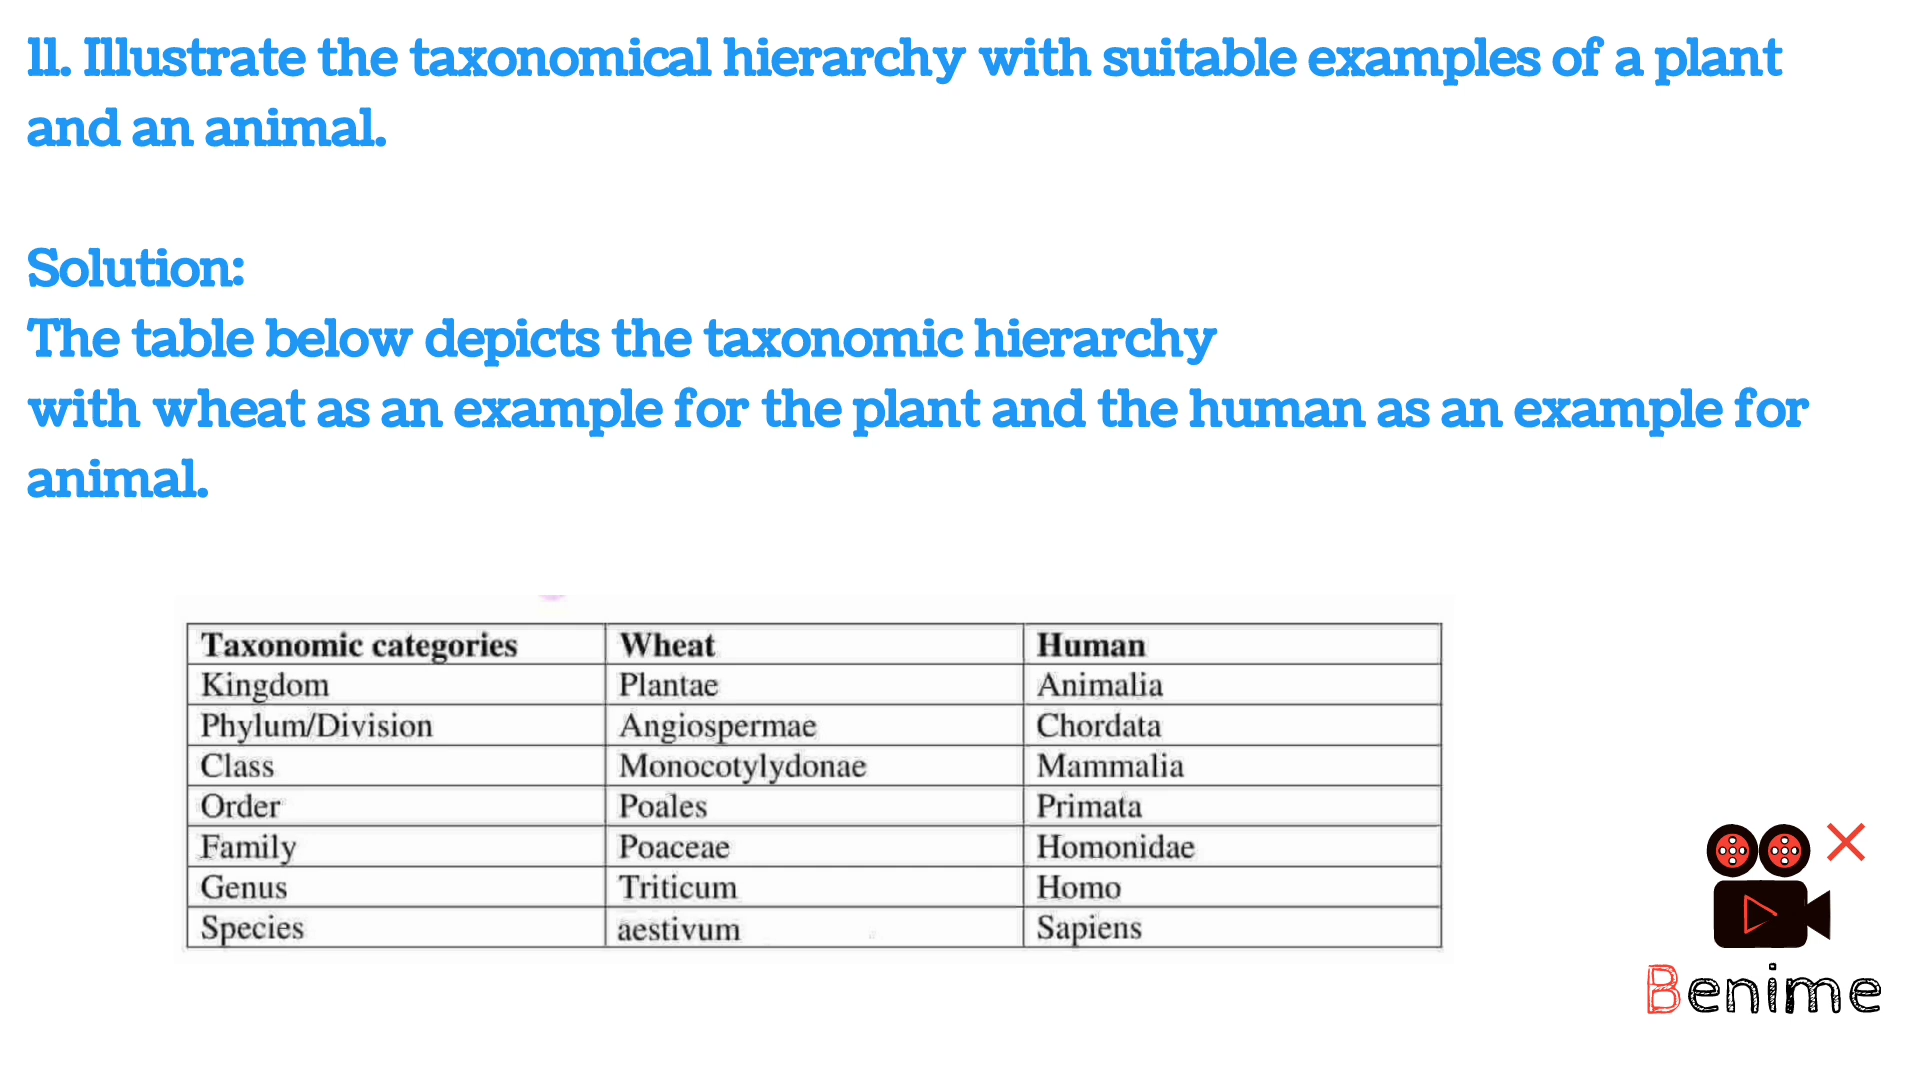 11. Illustrate the taxonomical hierarchy with suitable examples of a plant
and an animal.
Solution:
The table below depicts the taxonomic hierarchy
with wheat as an example for the plant and the human as an example for
animal.
Taxonomic categories Wheat Human
Kingdom Plantae Animalia
Phylum/Division Angiospermae Chordata
Class Monocotylydonae Mammalia
Order Poales Primata
Family Poaceae Homonidae
Genus Triticum Homo
Species aestivum Sapiens
Benime